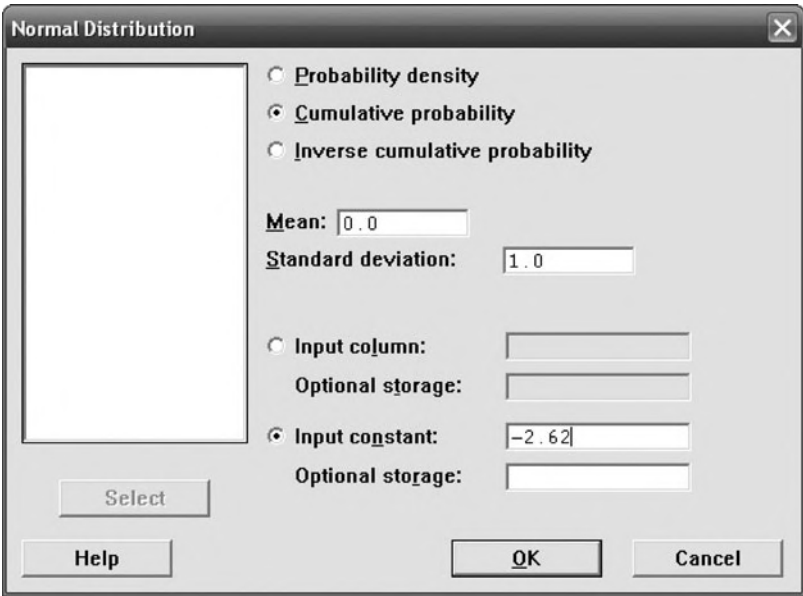 Normal Distribution
Probability density
Cumulative probability
Inverse cumulative probability
Mean: 0.0
Standard deviation: 1.0
Input column:
Optional storage:
Input constant: -2.62
Optional storage:
Select
Help OK Cancel